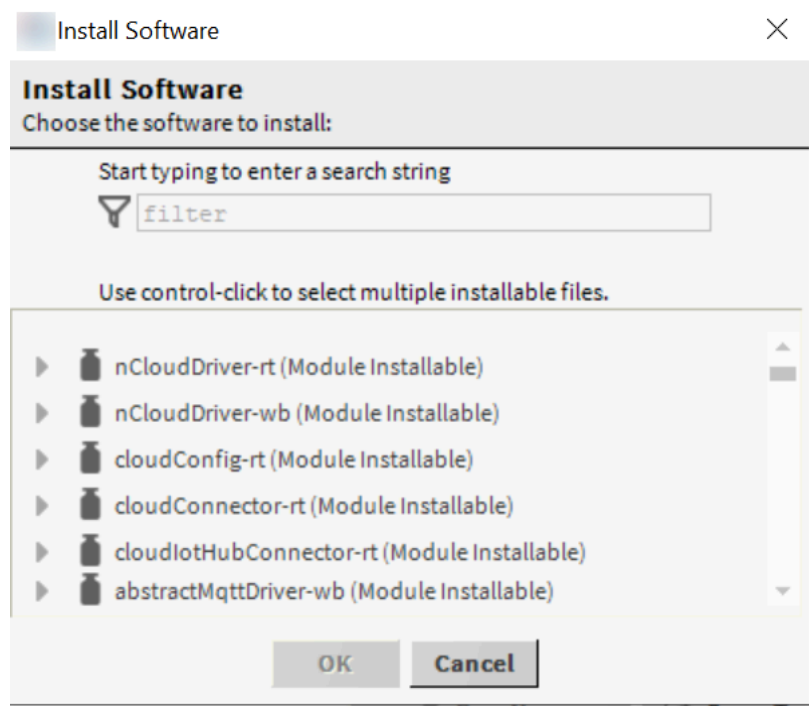 Install Software
Install Software
Choose the software to install:
Start typing to enter a search string
filter
Use control-click to select multiple installable files.
nCloudDriver-rt (Module Installable)
nCloudDriver-wb (Module Installable)
cloudConfig-rt (Module Installable)
cloudConnector-rt (Module Installable)
cloudIotHubConnector-rt (Module Installable)
abstractMqttDriver-wb (Module Installable)
OK Cancel